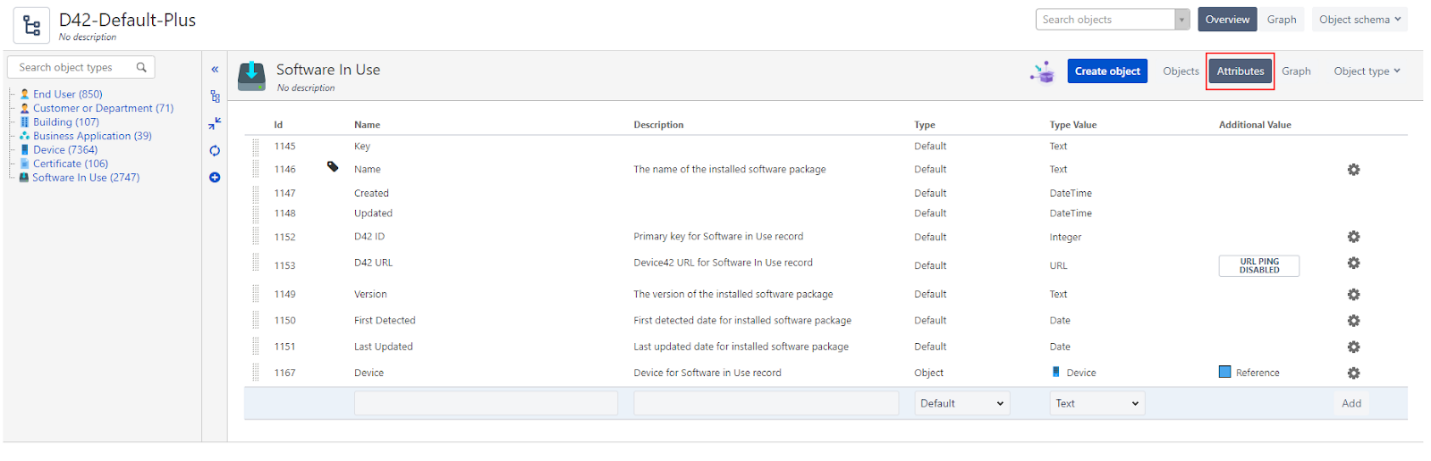 D42-Default-Plus
No description
Search objects
Overview
Graph
Object schema
Search object types
End User (850)
Customer or Department (71)
Building (107)
Business Application (39)
Device (7364)
Certificate (106)
Software In Use (2747)
Software In Use
No description
Create object
Objects
Attributes
Graph
Object type
Id Name Description Type Type Value Additional Value
1145 Key Default Text
1146 Name The name of the installed software package Default Text
1147 Created Default DateTime
1148 Updated Default DateTime
1152 D42 ID Primary key for Software in Use record Default Integer
1153 D42 URL Device42 URL for Software In Use record Default URL
URL PING
DISABLED
1149 Version The version of the installed software package Default Text
1150 First Detected First detected date for installed software package Default Date
1151 Last Updated Last updated date for installed software package Default Date
1167 Device Device for Software in Use record Object Device Reference
Default Text Add